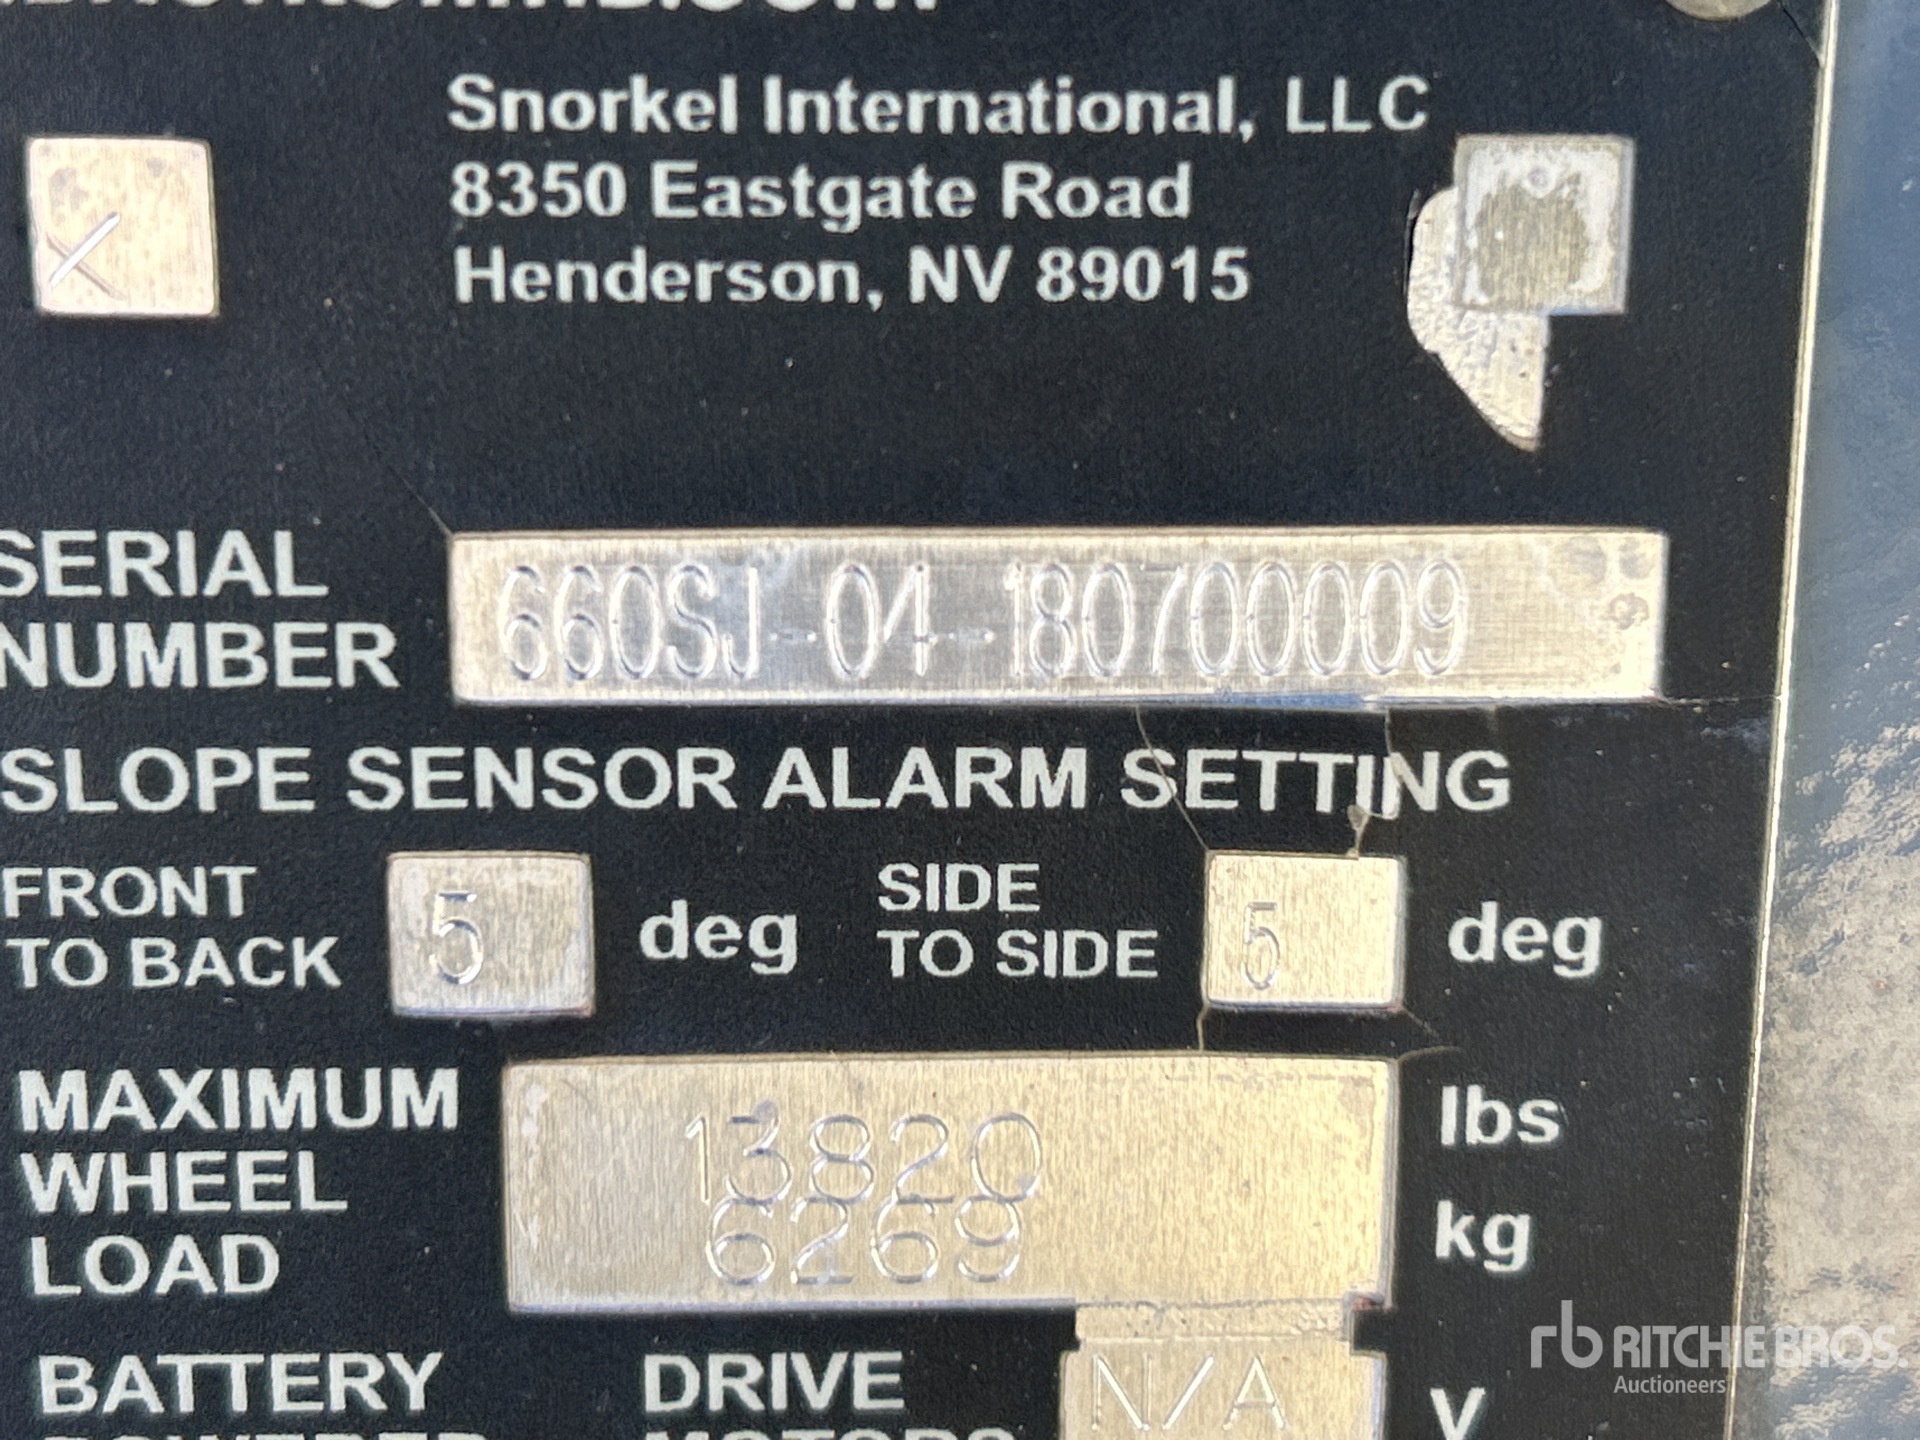 Snorkel International, LLC
8350 Eastgate Road
Henderson, NV 89015
SERIAL NUMBER 660SJ-04-180700009
SLOPE SENSOR ALARM SETTING
FRONT TO BACK 5 deg SIDE TO SIDE 5 deg
MAXIMUM WHEEL LOAD
13820 lbs
6269 kg
BATTERY DRIVE N/A V
rb RITCHIE BROS.
Auctioneers